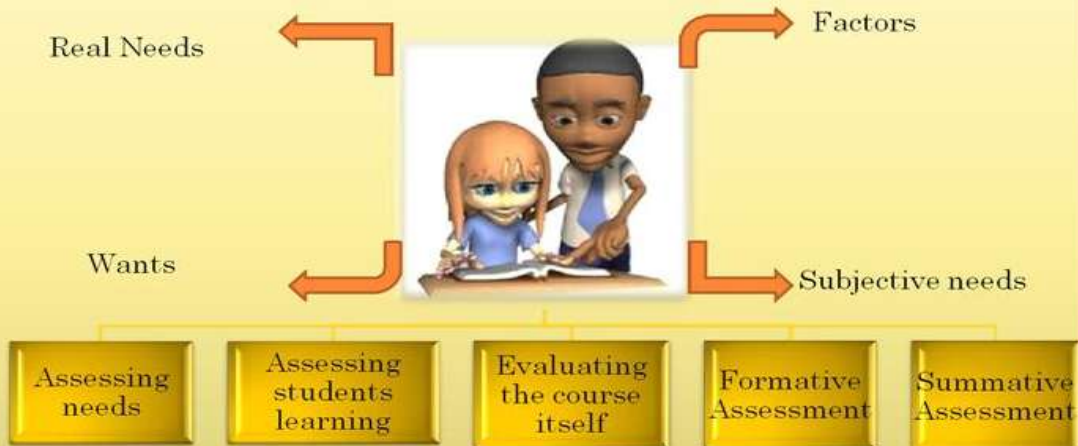 Real Needs
Factors
Wants
Subjective needs
Assessing
needs
Assessing
students
learning
Evaluating
the course
itself
Formative
Assessment
Summative
Assessment